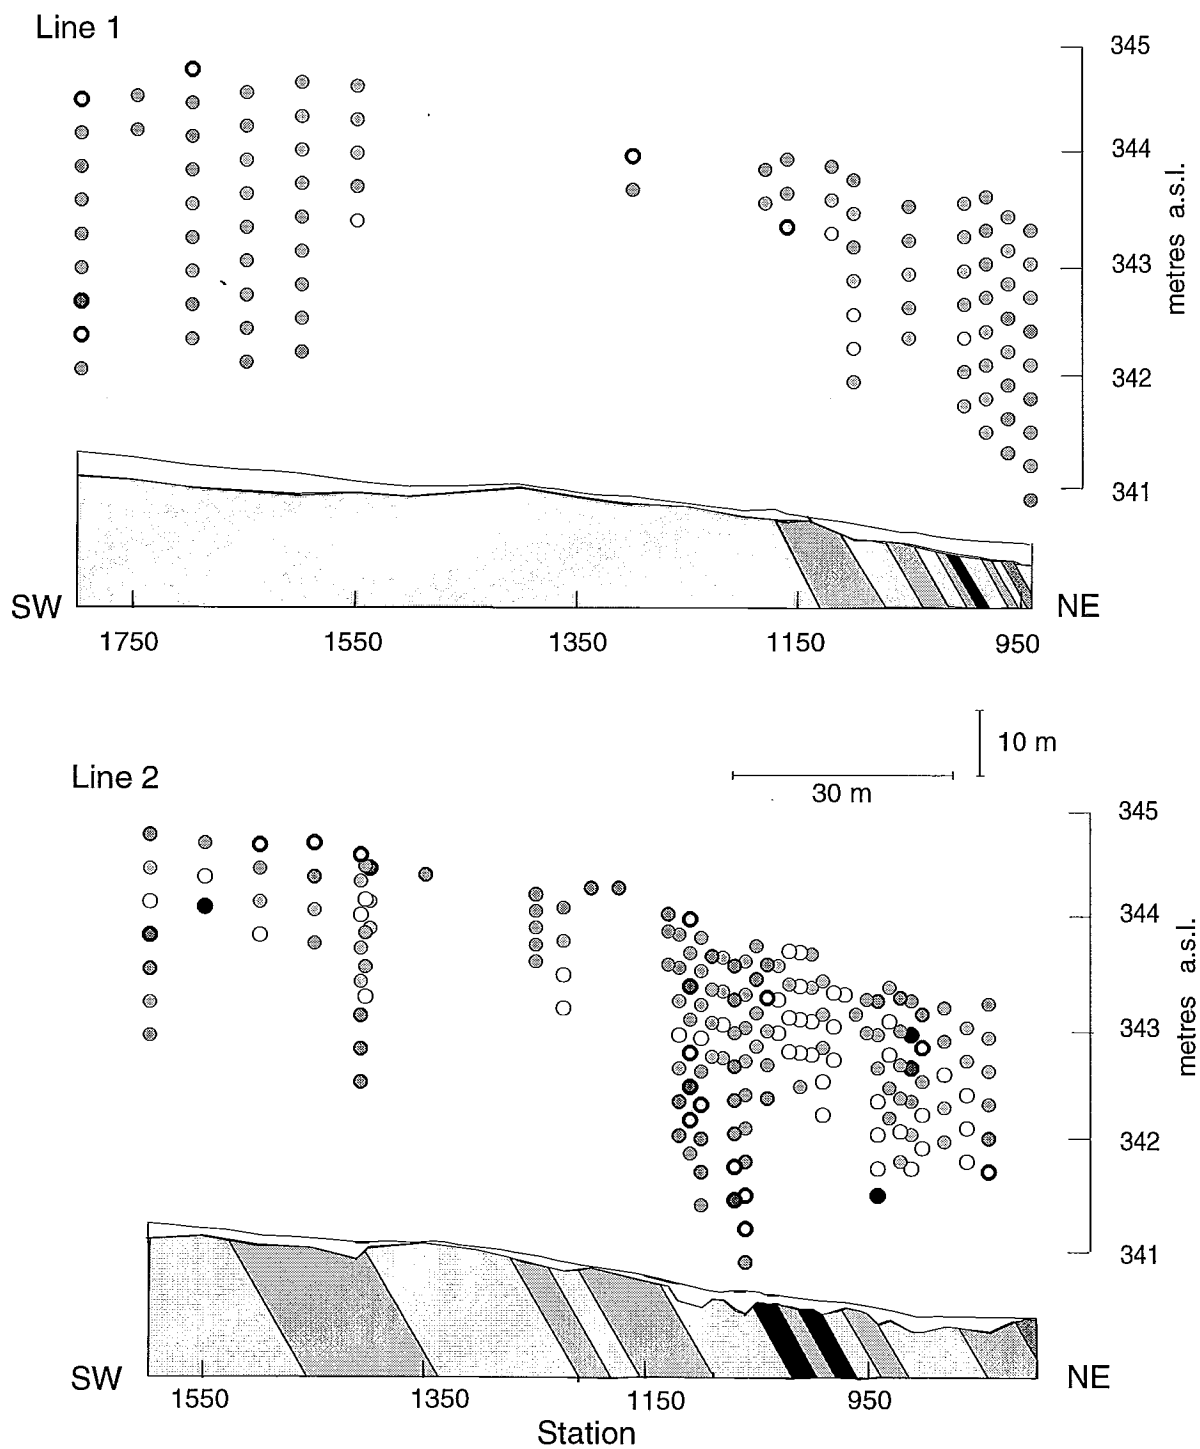 Line 1
345
344
343
342
341
metres a.s.l.
SW
NE
1750 1550 1350 1150 950
10 m
30 m
Line 2
345
344
343
342
341
metres a.s.l.
SW
NE
1550 1350 1150 950
Station